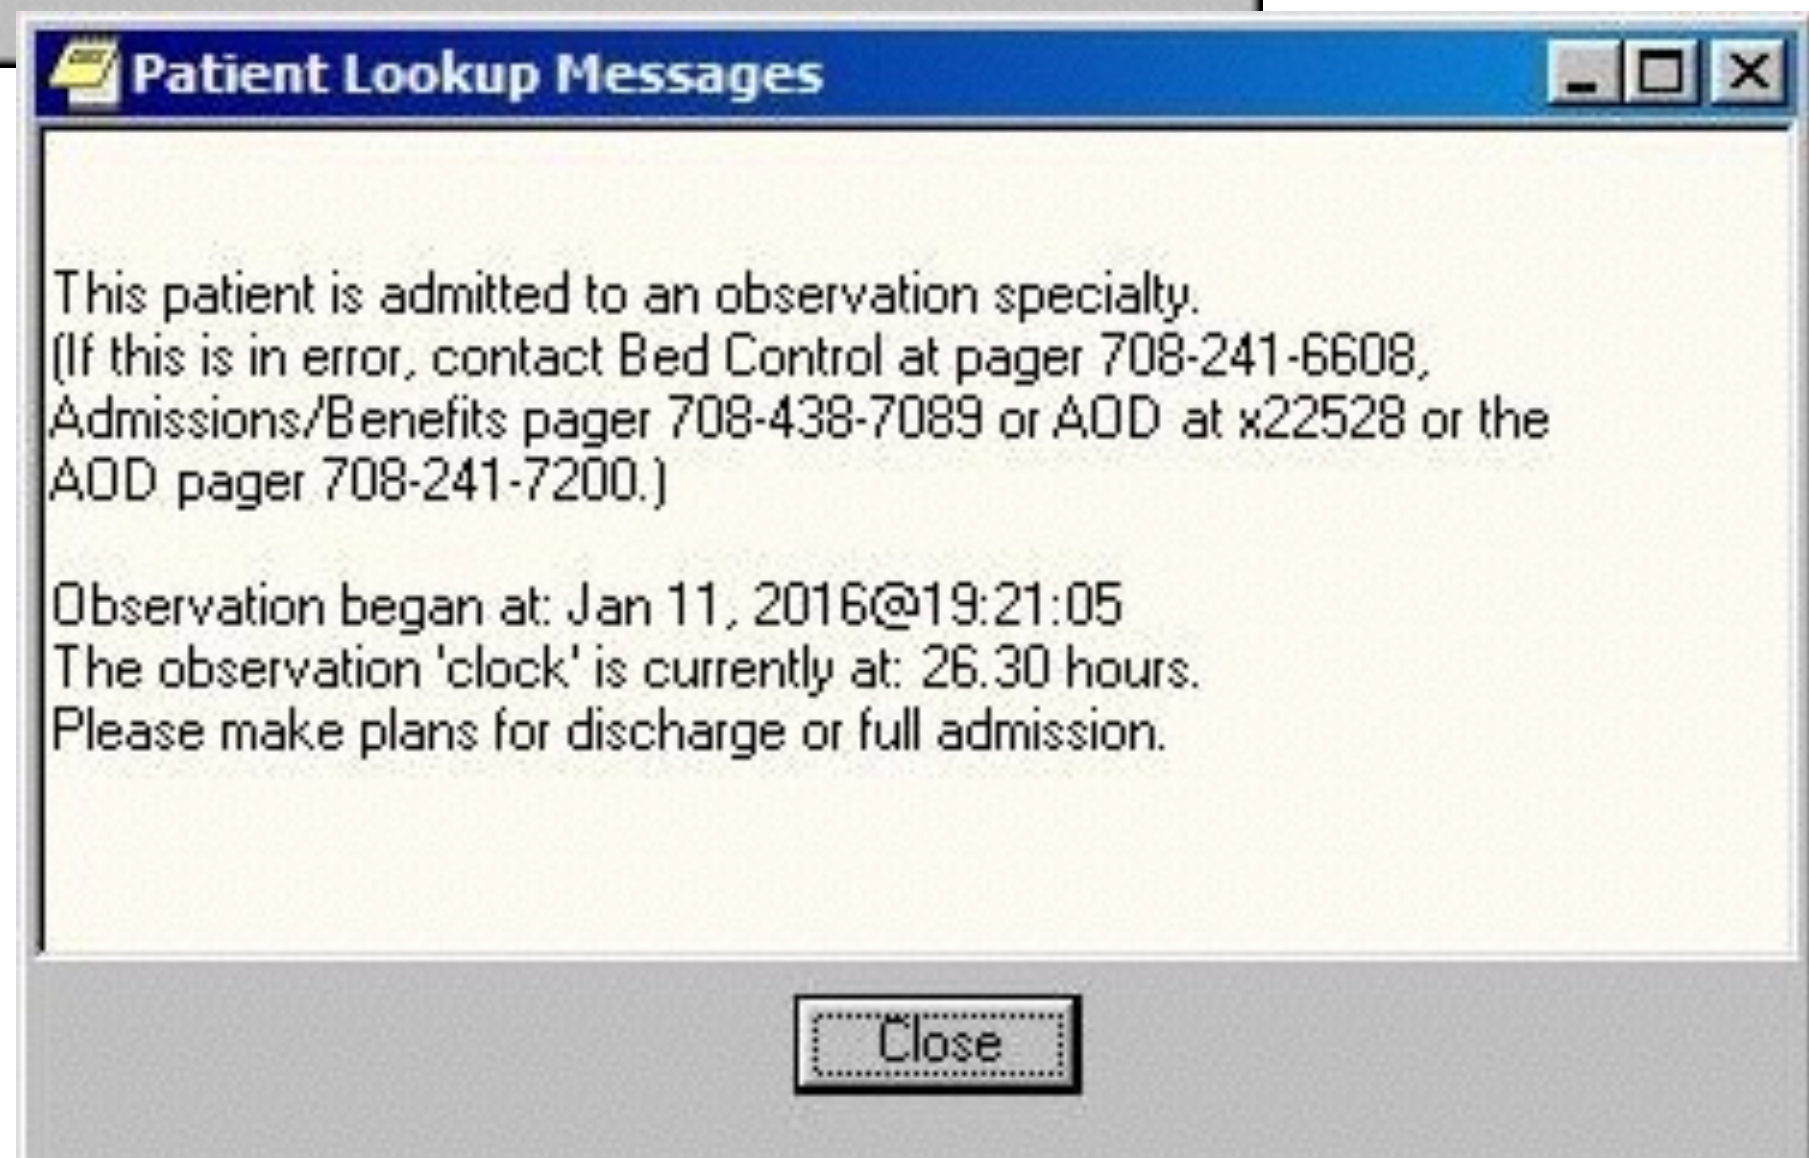 Patient Lookup Messages
This patient is admitted to an observation specialty.
(If this is in error, contact Bed Control at pager 708-241-6608,
Admissions/Benefits pager 708-438-7089 or AOD at x22528 or the
AOD pager 708-241-7200.)
Observation began at: Jan 11, 2016@19:21:05
The observation 'clock' is currently at: 26.30 hours.
Please make plans for discharge or full admission.
Close